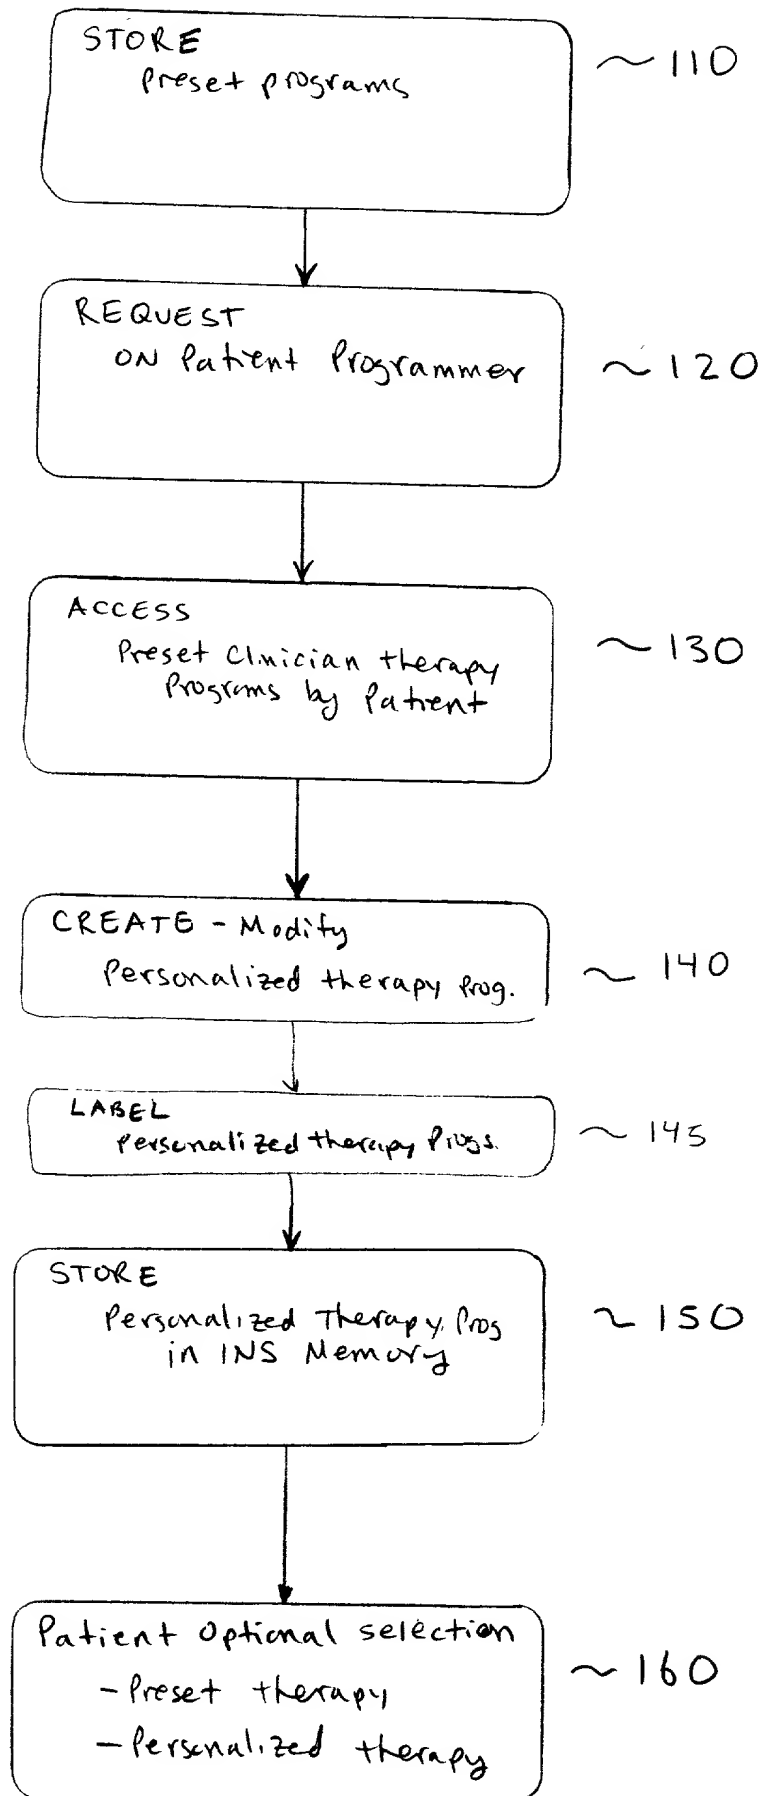 STORE
Preset programs
~110
REQUEST
ON Patient Programmer
~120
ACCESS
Preset Clinician therapy
Programs by Patient
~130
CREATE - Modify
Personalized therapy Prog.
~140
LABEL
Personalized therapy Progs.
~145
STORE
Personalized Therapy Prog
in INS Memory
~150
Patient Optional selection
- Preset therapy
- Personalized therapy
~160